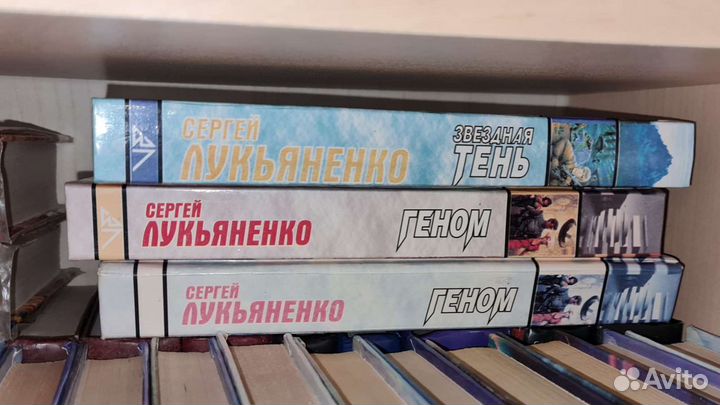 СЕРГЕЙ
ЛУКЬЯНЕНКО
ЗВЕЗДНАЯ
ТЕНЬ
СЕРГЕЙ
ЛУКЬЯНЕНКО
ГЕНОМ
СЕРГЕЙ
ЛУКЬЯНЕНКО
ГЕНОМ
Avito